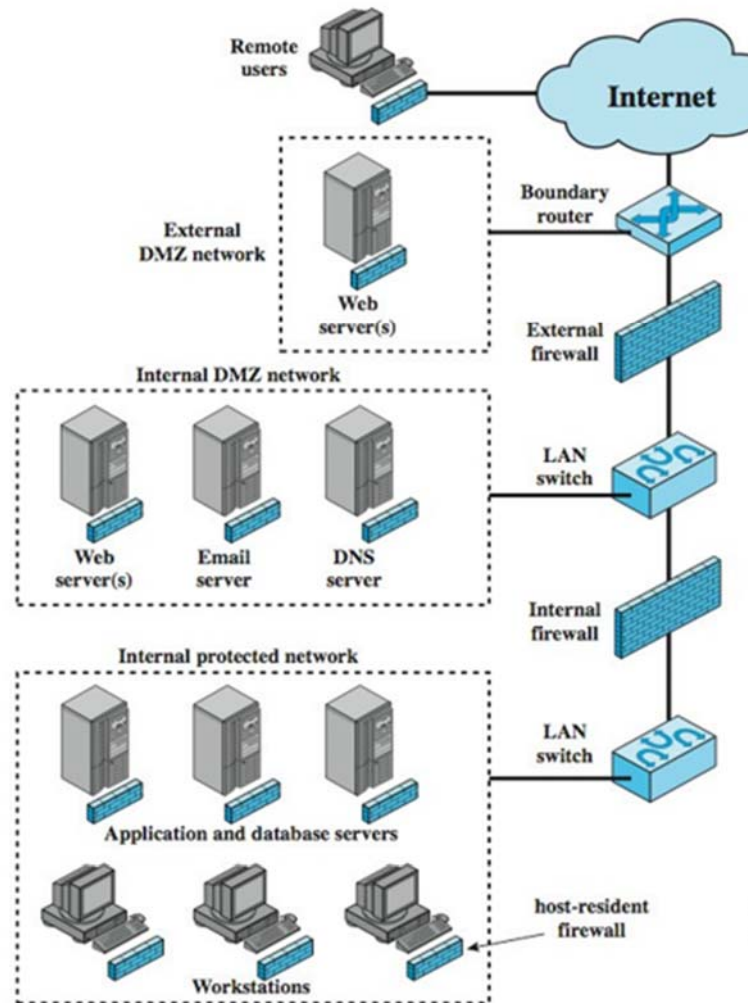 Remote
users
Internet
Boundary
router
External
DMZ network
Web
server(s)
External
firewall
Internal DMZ network
LAN
switch
Web
server(s)
Email
server
DNS
server
Internal
firewall
Internal protected network
LAN
switch
Application and database servers
host-resident
firewall
Workstations